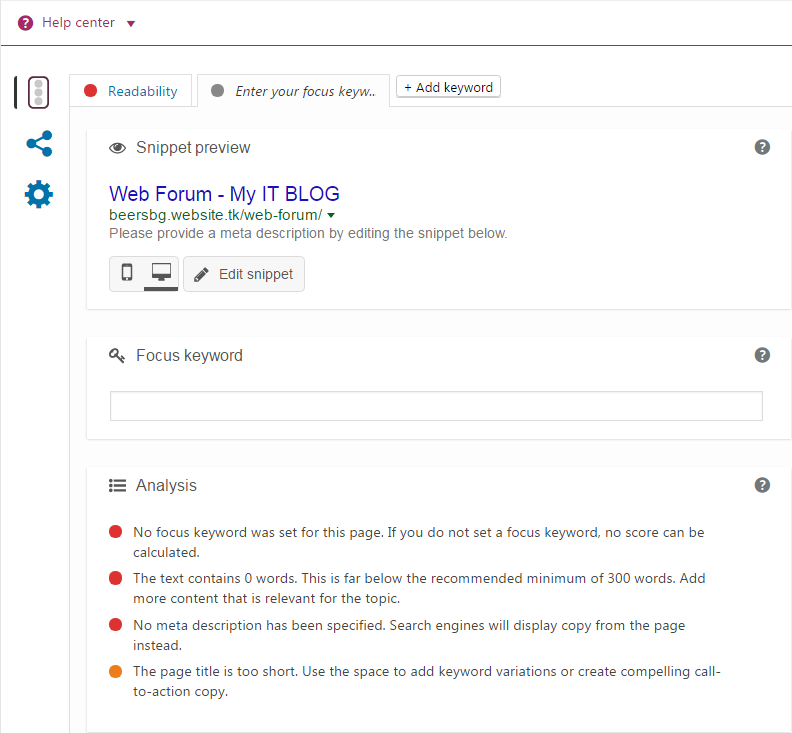 Help center
Readability
Enter your focus keyw..
+ Add keyword
Snippet preview
Web Forum - My IT BLOG
beersbg.website.tk/web-forum/
Please provide a meta description by editing the snippet below.
Edit snippet
Focus keyword
Analysis
No focus keyword was set for this page. If you do not set a focus keyword, no score can be
calculated.
The text contains 0 words. This is far below the recommended minimum of 300 words. Add
more content that is relevant for the topic.
No meta description has been specified. Search engines will display copy from the page
instead.
The page title is too short. Use the space to add keyword variations or create compelling call-
to-action copy.